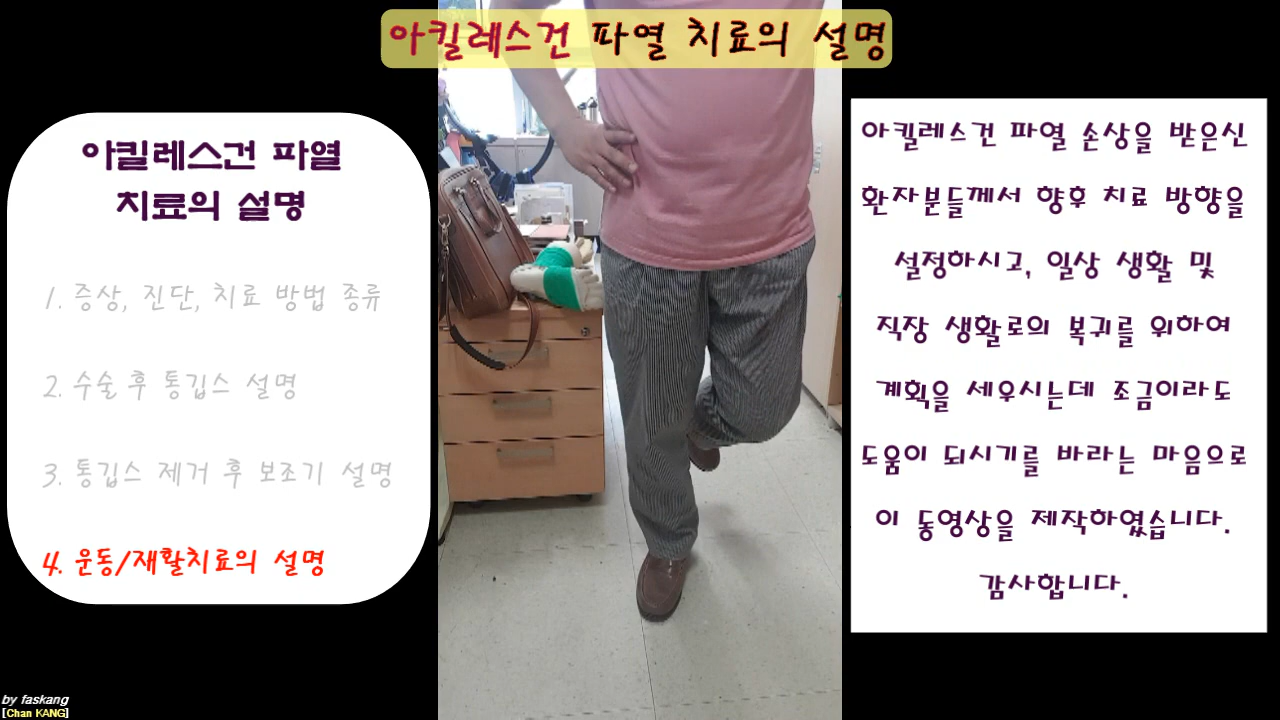 아킬레스건 파열 치료의 설명
아킬레스건 파열
치료의 설명
1. 증상, 진단, 치료 방법 종류
2. 수술 후 통깁스 설명
3. 통깁스 제거 후 보조기 설명
4. 운동/재활치료의 설명
아킬레스건 파열 손상을 받은신
환자분들께서 향후 치료 방향을
설정하시고, 일상 생활 및
직장 생활로의 복귀를 위하여
계획을 세우시는데 조금이라도
도움이 되시기를 바라는 마음으로
이 동영상을 제작하였습니다.
감사합니다.
by faskang
[Chan KANG]